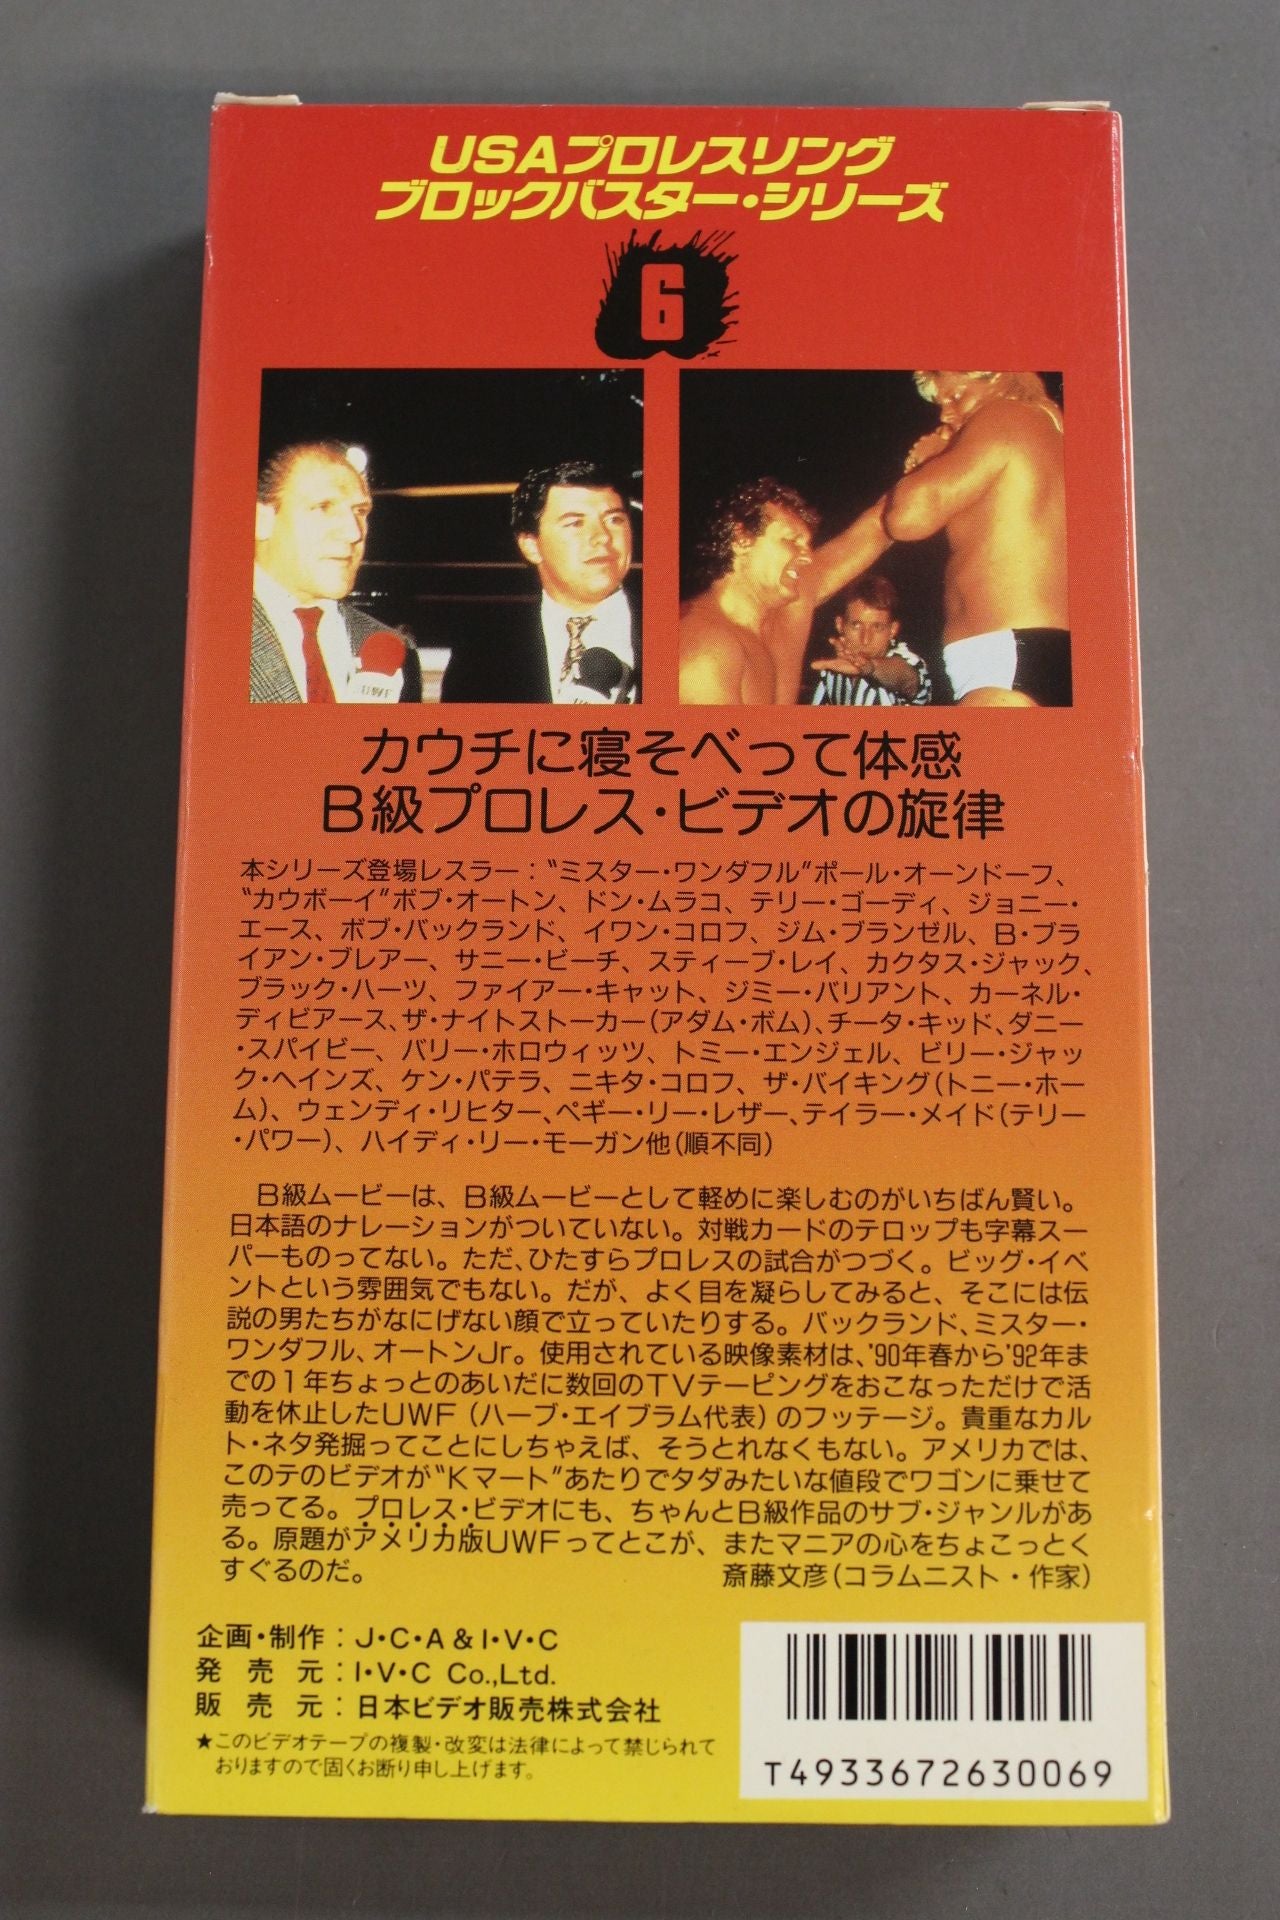 USAプロレスリング
ブロックバスター・シリーズ
6
UWF
カウチに寝そべって体感
B級プロレス・ビデオの旋律
本シリーズ登場レスラー：“ミスター・ワンダフル”ポール・オーンドーフ、
“カウボーイ”ボブ・オートン、ドン・ムラコ、テリー・ゴーディ、ジョニー・
エース、ボブ・バックランド、イワン・コロフ、ジム・ブランゼル、B・ブラ
イアン・ブレアー、サニー・ビーチ、スティーブ・レイ、カクタス・ジャック、
ブラック・ハーツ、ファイアー・キャット、ジミー・バリアント、カーネル・
ディビアース、ザ・ナイトストーカー(アダム・ボム)、チータ・キッド、ダニー
・スパイビー、バリー・ホロウィッツ、トミー・エンジェル、ビリー・ジャッ
ク・ヘインズ、ケン・パテラ、ニキタ・コロフ、ザ・バイキング(トニー・ホー
ム)、ウェンディ・リヒター、ペギー・リー・レザー、テイラー・メイド(テリー
・パワー)、ハイディ・リー・モーガン他(順不同)
B級ムービーは、B級ムービーとして軽めに楽しむのがいちばん賢い。
日本語のナレーションがついていない。対戦カードのテロップも字幕スー
パーものってない。ただ、ひたすらプロレスの試合がつづく。ビッグ・イベ
ントという雰囲気でもない。だが、よく目を凝らしてみると、そこには伝
説の男たちがなにげない顔で立っていたりする。バックランド、ミスター・
ワンダフル、オートンJr。使用されている映像素材は、'90年春から'92年ま
での1年ちょっとのあいだに数回のTVテーピングをおこなっただけで活
動を休止したUWF（ハーブ・エイブラム代表）のフッテージ。貴重なカル
ト・ネタ発掘ってことにしちゃえば、そうとれなくもない。アメリカでは、
このテのビデオが“Kマート”あたりでタダみたいな値段でワゴンに乗せて
売ってる。プロレス・ビデオにも、ちゃんとB級作品のサブ・ジャンルがあ
る。原題がアメリカ版UWFってとこが、またマニアの心をちょこっとく
すぐるのだ。 斎藤文彦(コラムニスト・作家)
企画・制作：J・C・A & I・V・C
発売元：I・V・C Co.,Ltd.
販売元：日本ビデオ販売株式会社
★このビデオテープの複製・改変は法律によって禁じられて
おりますので固くお断り申し上げます。
T4933672630069